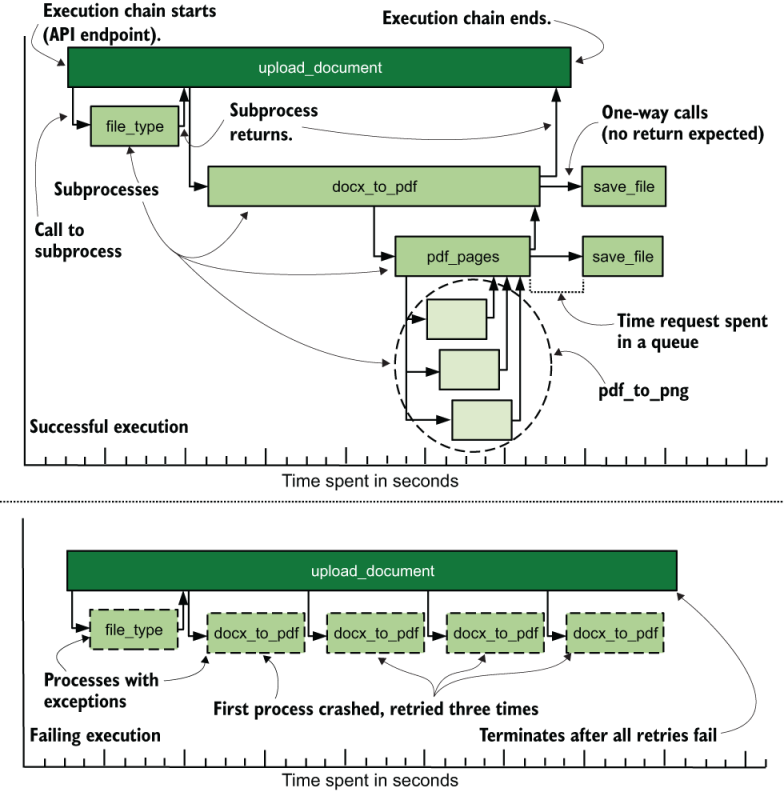 Execution chain starts
(API endpoint).
Execution chain ends.
upload_document
file_type
Subprocess
returns.
One-way calls
(no return expected)
Subprocesses
docx_to_pdf
save_file
Call to
subprocess
pdf_pages
save_file
Time request spent
in a queue
pdf_to_png
Successful execution
Time spent in seconds
upload_document
file_type
docx_to_pdf
docx_to_pdf
docx_to_pdf
docx_to_pdf
Processes with
exceptions
First process crashed, retried three times
Failing execution
Terminates after all retries fail
Time spent in seconds